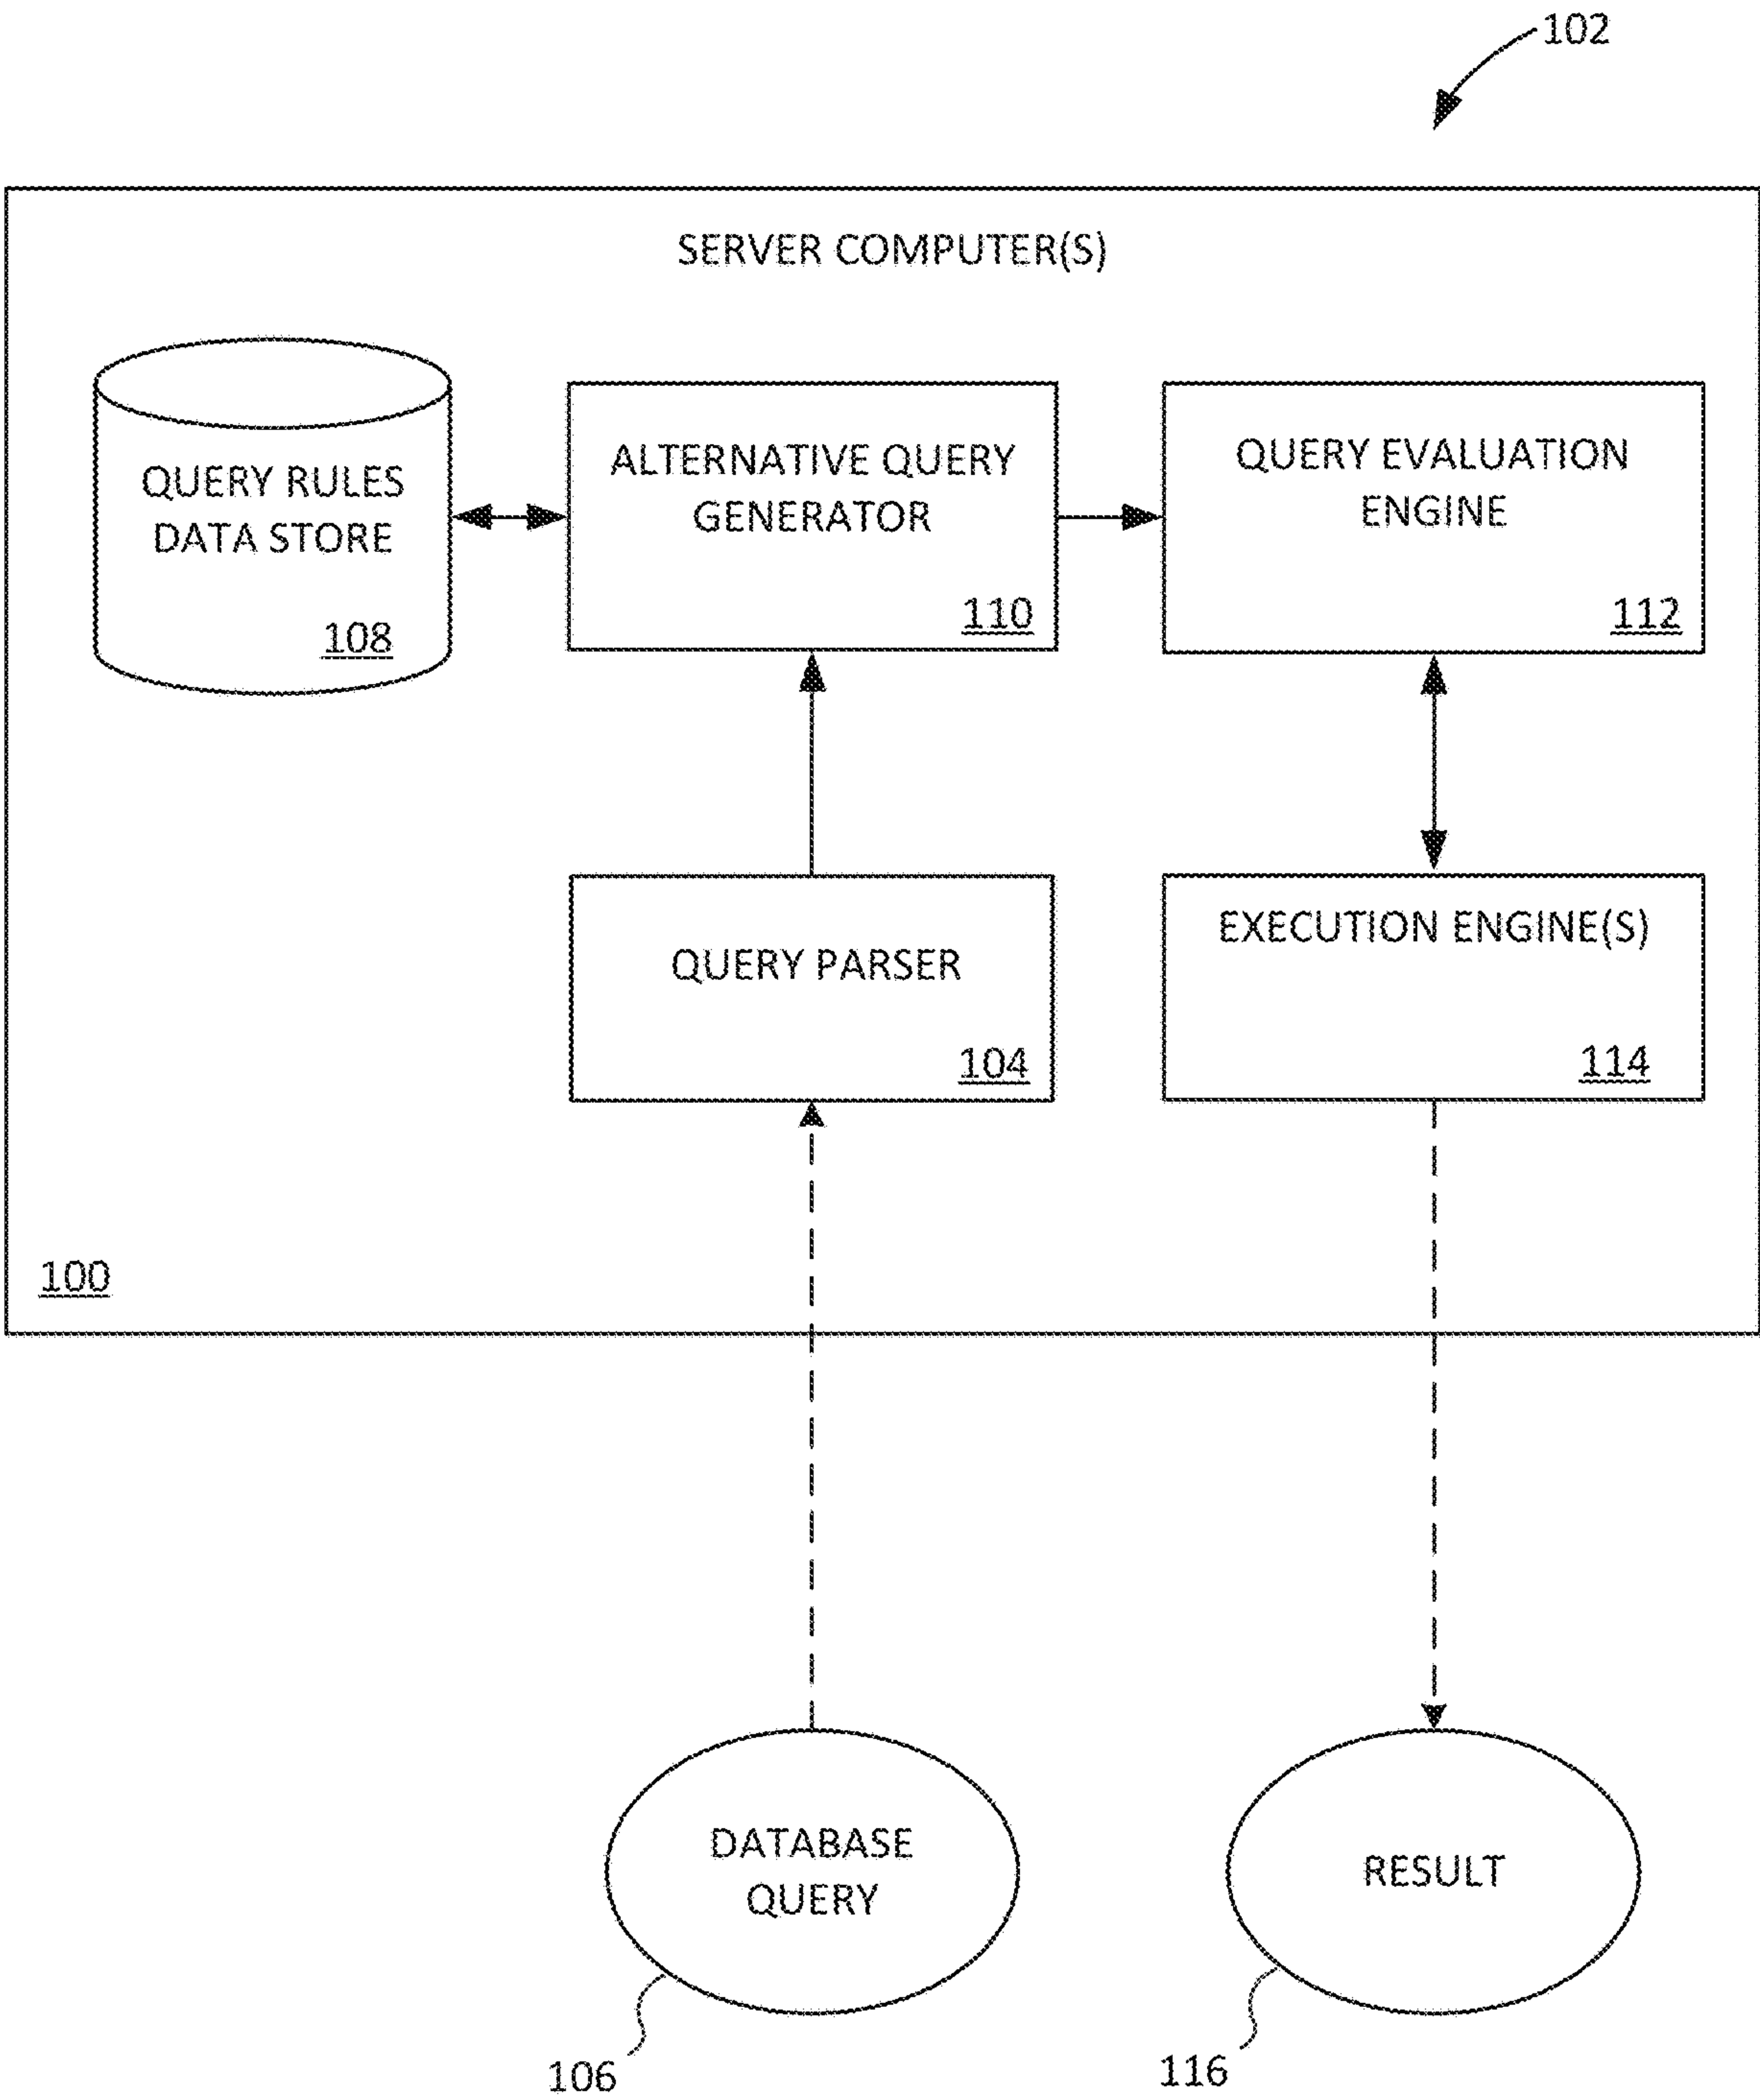 102
SERVER COMPUTER(S)
QUERY RULES
DATA STORE
108
ALTERNATIVE QUERY
GENERATOR
110
QUERY EVALUATION
ENGINE
112
QUERY PARSER
104
EXECUTION ENGINE(S)
114
100
DATABASE
QUERY
106
RESULT
116